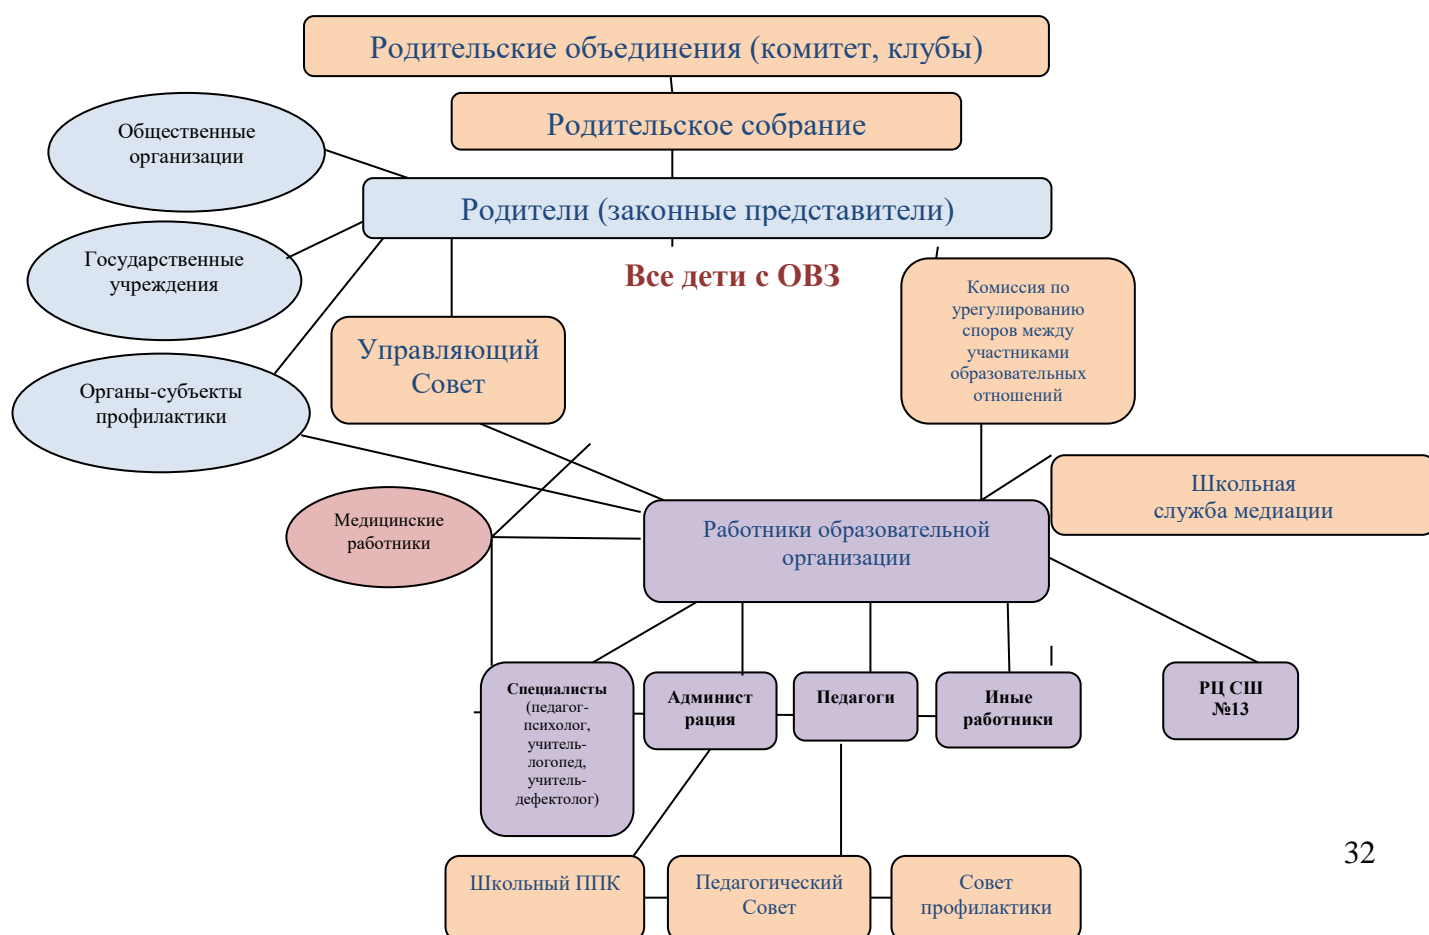 Родительские объединения (комитет, клубы)
Родительское собрание
Общественные
организации
Родители (законные представители)
Государственные
учреждения
Все дети с ОВЗ
Комиссия по
урегулированию
споров между
участниками
образовательных
отношений
Управляющий
Совет
Органы-субъекты
профилактики
Школьная
служба медиации
Медицинские
работники
Работники образовательной
организации
Специалисты
(педагог-
психолог,
учитель-
логопед,
учитель-
дефектолог)
Админист
рация
Педагоги
Иные
работники
РЦ СШ
№13
Школьный ППК
Педагогический
Совет
Совет
профилактики
32